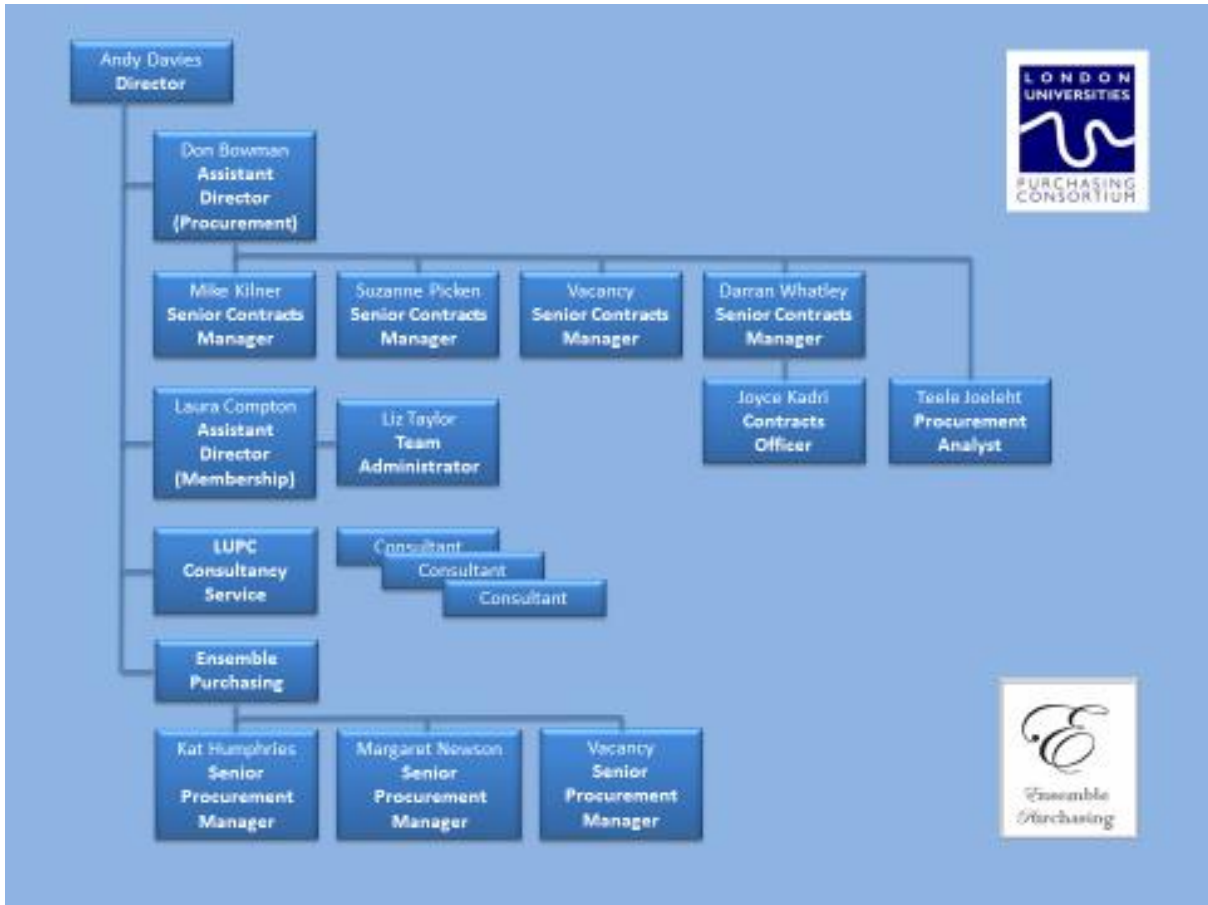 Andy Davies
Director
LONDON
UNIVERSITIES
PURCHASING
CONSORTIUM
Don Bowman
Assistant
Director
(Procurement)
Mike Kilner
Senior Contracts
Manager
Suzanne Picken
Senior Contracts
Manager
Vacancy
Senior Contracts
Manager
Darran Whatley
Senior Contracts
Manager
Joyce Kadri
Contracts
Officer
Teele Joeleht
Procurement
Analyst
Laura Compton
Assistant
Director
(Membership)
Liz Taylor
Team
Administrator
LUPC
Consultancy
Service
Consultant
Consultant
Consultant
Ensemble
Purchasing
Kat Humphries
Senior
Procurement
Manager
Margaret Newson
Senior
Procurement
Manager
Vacancy
Senior
Procurement
Manager
E
Ensemble
Purchasing